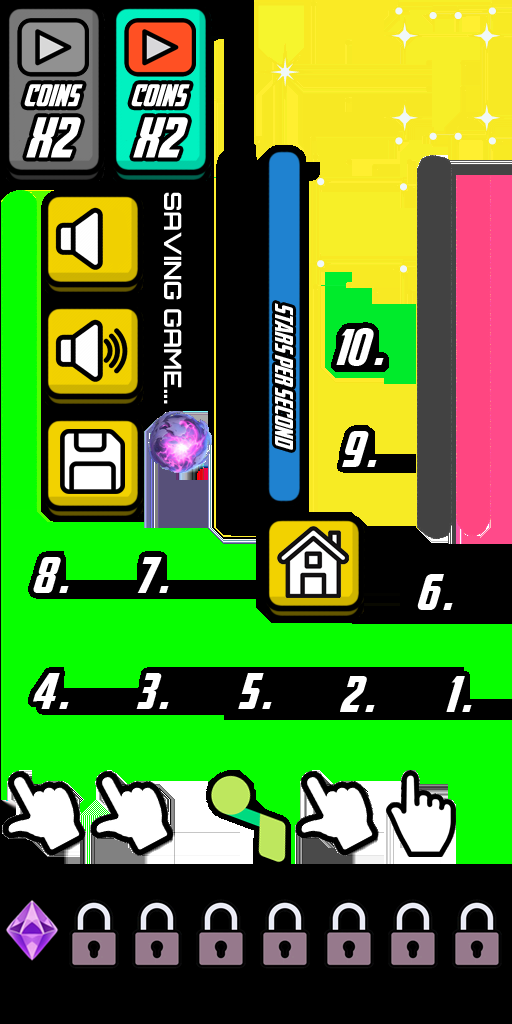 COINS
X2
COINS
X2
SAVING GAME...
STARS PER SECOND
10.
9.
8.
7.
6.
4.
3.
5.
2.
1.